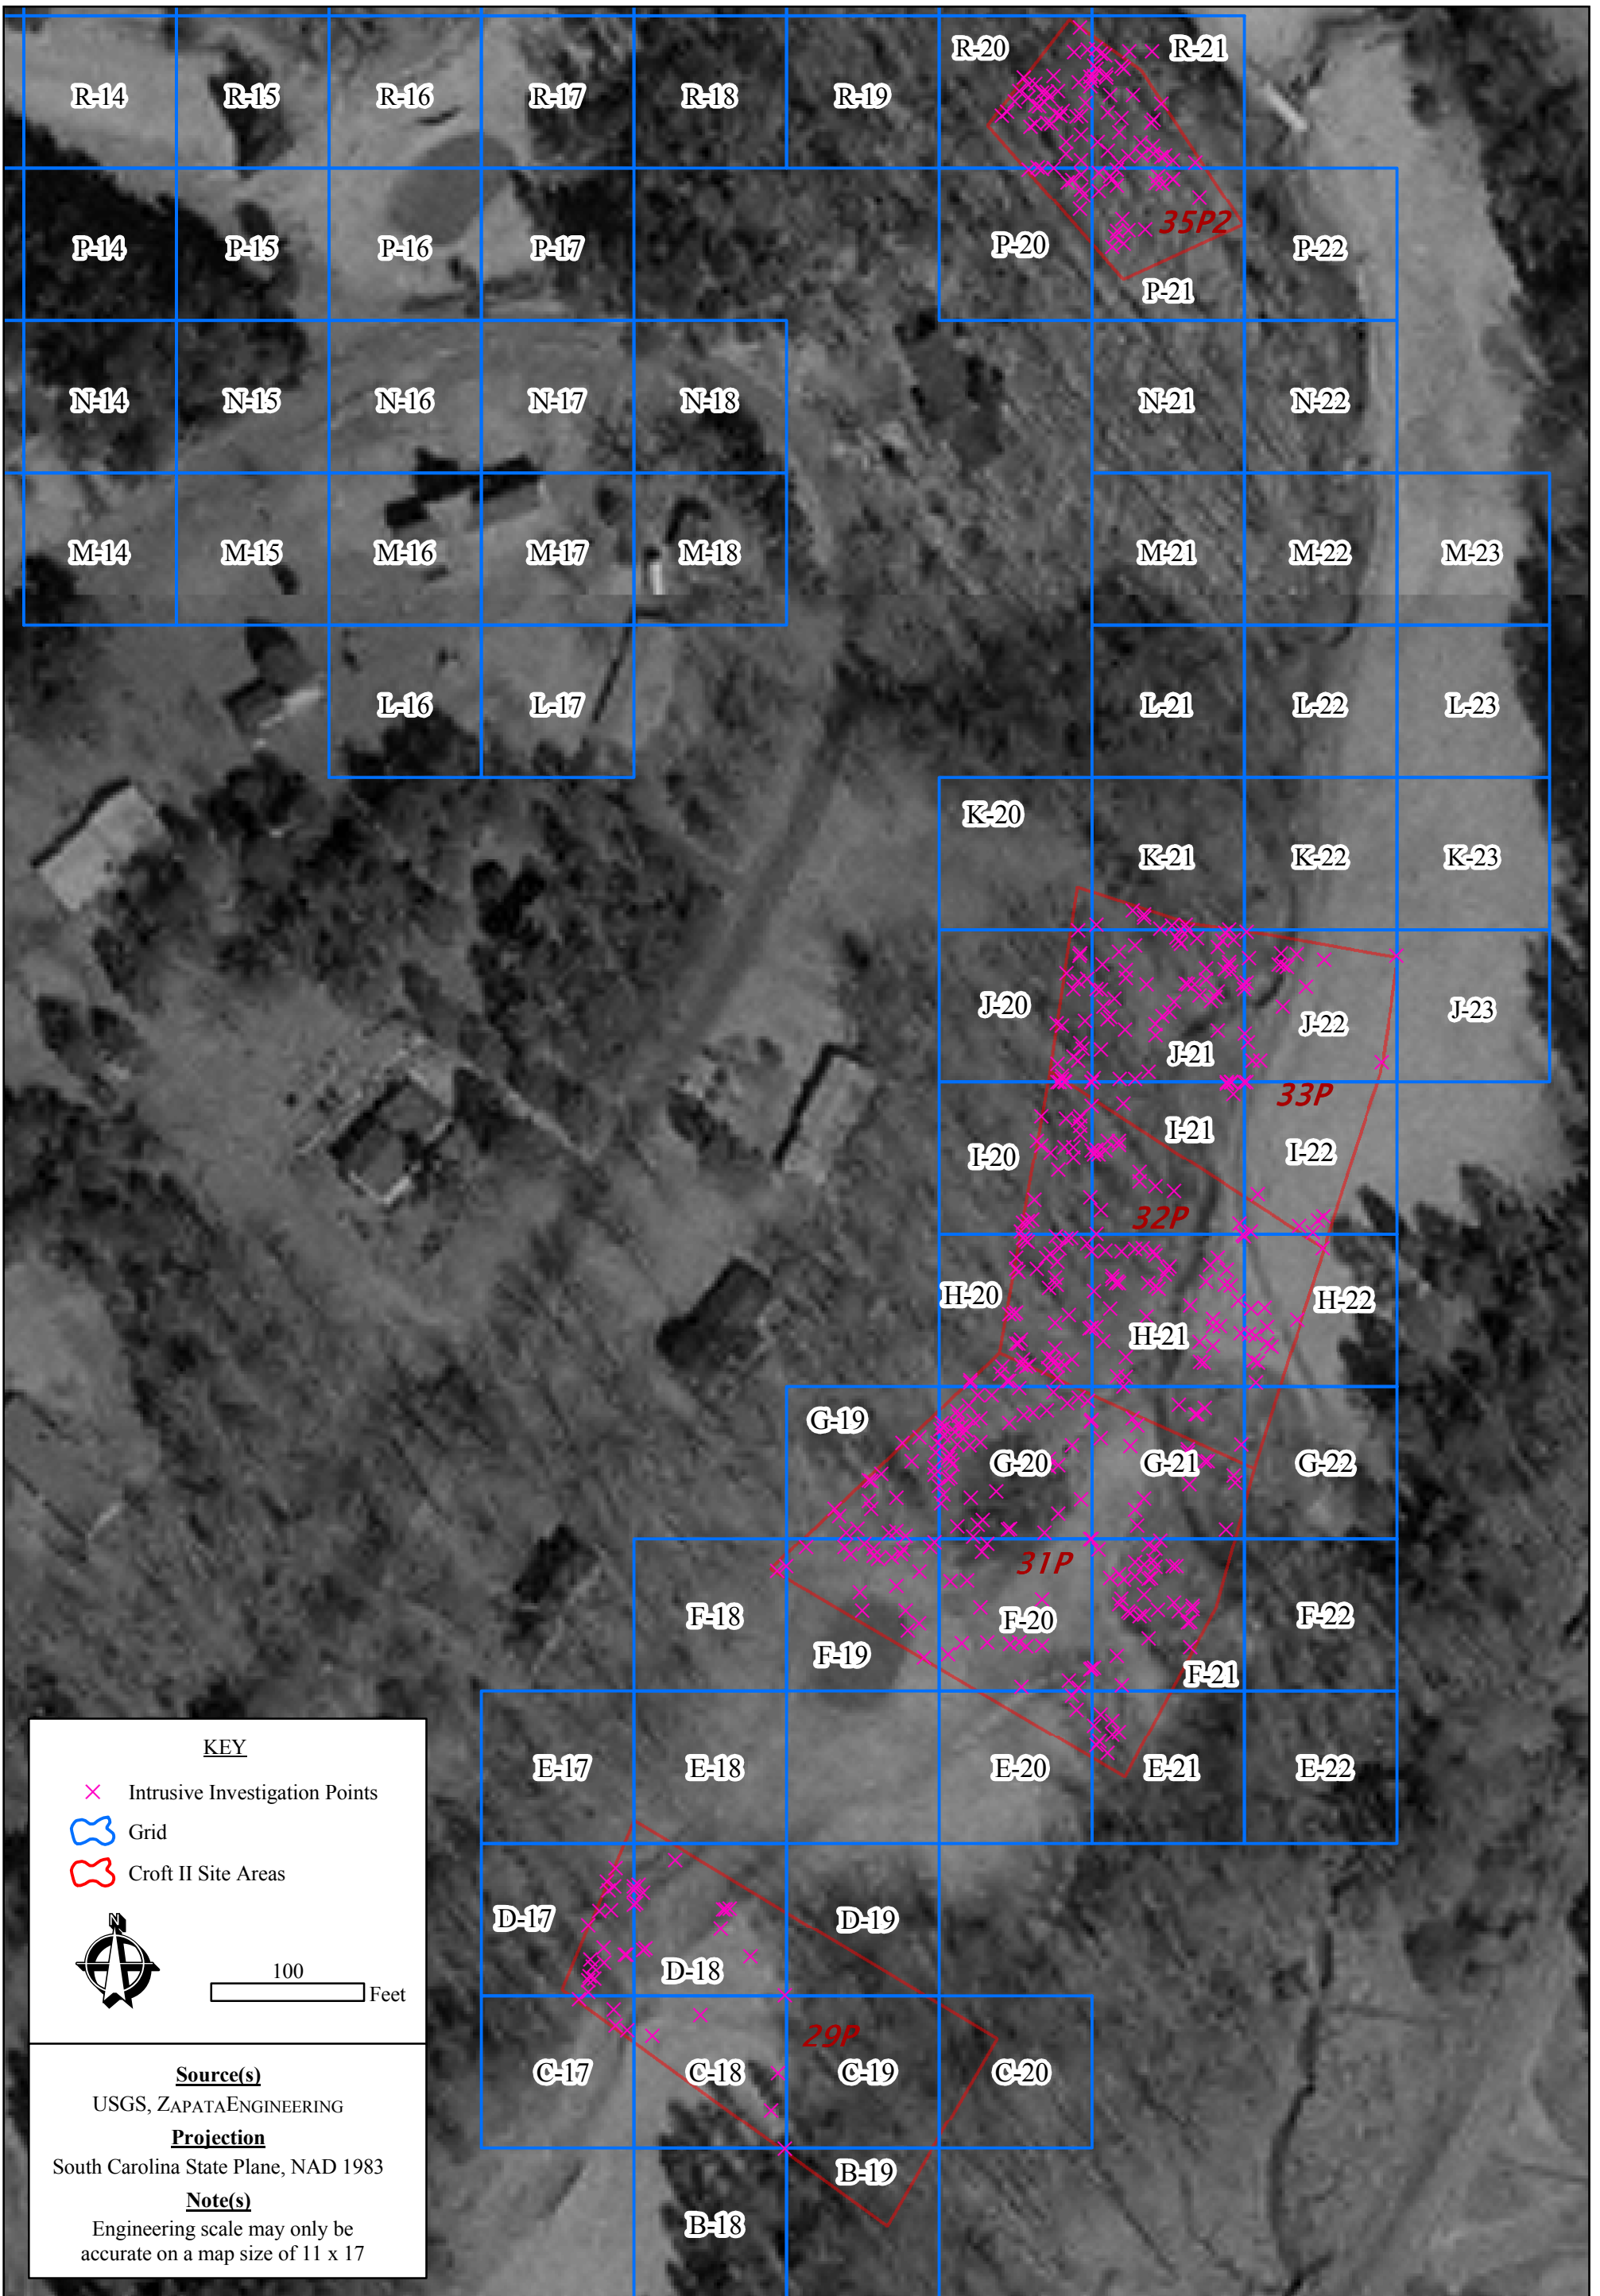 R-20
R-21
R-14
R-15
R-16
R-17
R-18
R-19
35P2
P-14
P-15
P-16
P-17
P-20
P-22
P-21
N-14
N-15
N-16
N-17
N-18
N-21
N-22
M-14
M-15
M-16
M-17
M-18
M-21
M-22
M-23
L-16
L-17
L-21
L-22
L-23
K-20
K-21
K-22
K-23
J-20
J-22
J-23
J-21
33P
I-21
I-20
I-22
32P
H-20
H-22
H-21
G-19
G-20
G-21
G-22
31P
F-18
F-20
F-22
F-19
F-21
E-17
E-18
E-20
E-21
E-22
D-17
D-19
D-18
29P
C-17
C-18
C-19
C-20
B-19
B-18
KEY
Intrusive Investigation Points
Grid
Croft II Site Areas
N
100
Feet
Source(s)
USGS, ZAPATAENGINEERING
Projection
South Carolina State Plane, NAD 1983
Note(s)
Engineering scale may only be
accurate on a map size of 11 x 17